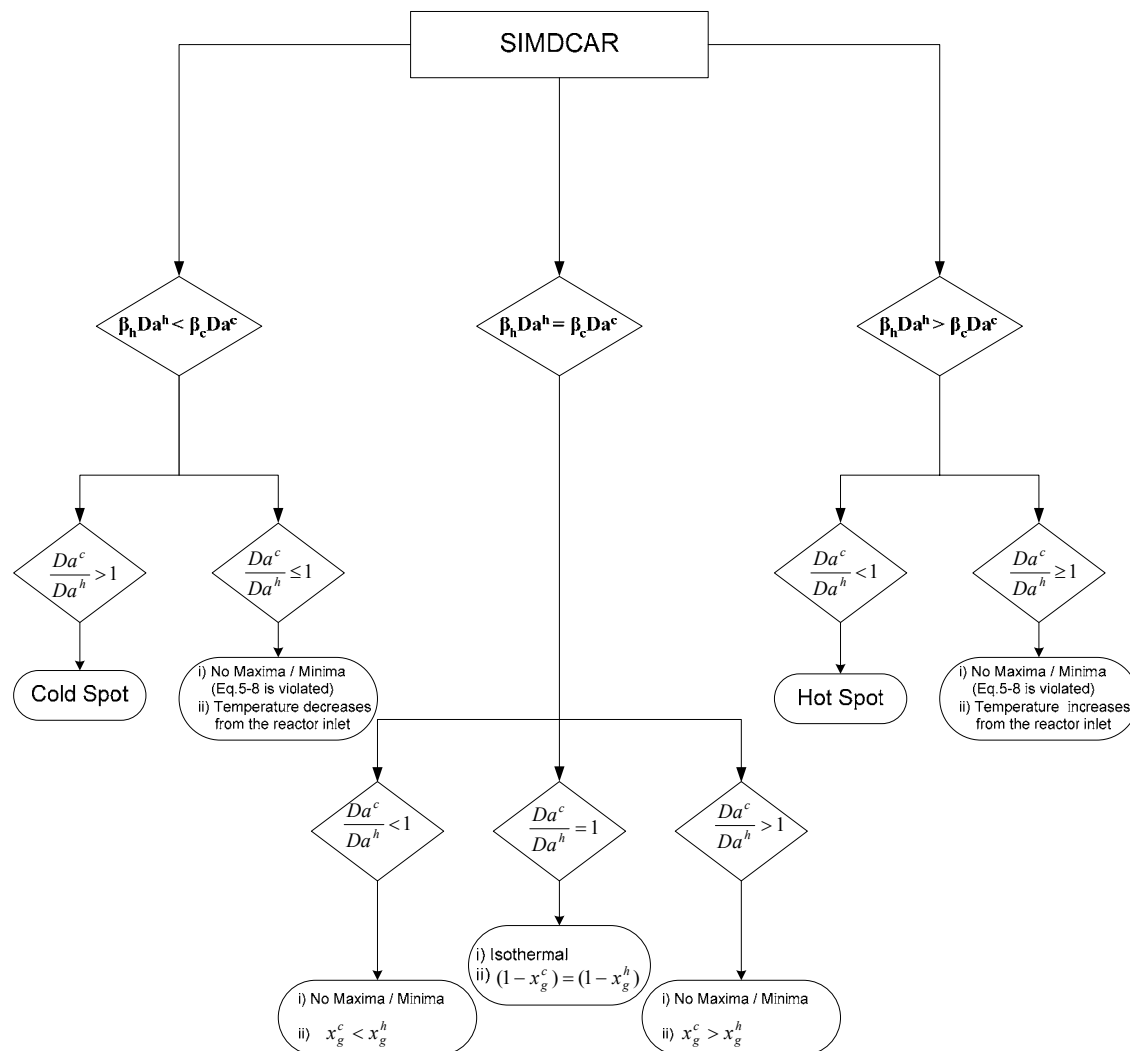 SIMDCAR
β_h Da^h < β_c Da^c
β_h Da^h = β_c Da^c
β_h Da^h > β_c Da^c
Da^c / Da^h > 1
Da^c / Da^h ≤ 1
Da^c / Da^h < 1
Da^c / Da^h ≥ 1
Cold Spot
i) No Maxima / Minima
(Eq.5-8 is violated)
ii) Temperature decreases
from the reactor inlet
Hot Spot
i) No Maxima / Minima
(Eq.5-8 is violated)
ii) Temperature increases
from the reactor inlet
Da^c / Da^h < 1
Da^c / Da^h = 1
Da^c / Da^h > 1
i) Isothermal
ii) (1 − x_g^c) = (1 − x_g^h)
i) No Maxima / Minima
ii) x_g^c < x_g^h
i) No Maxima / Minima
ii) x_g^c > x_g^h